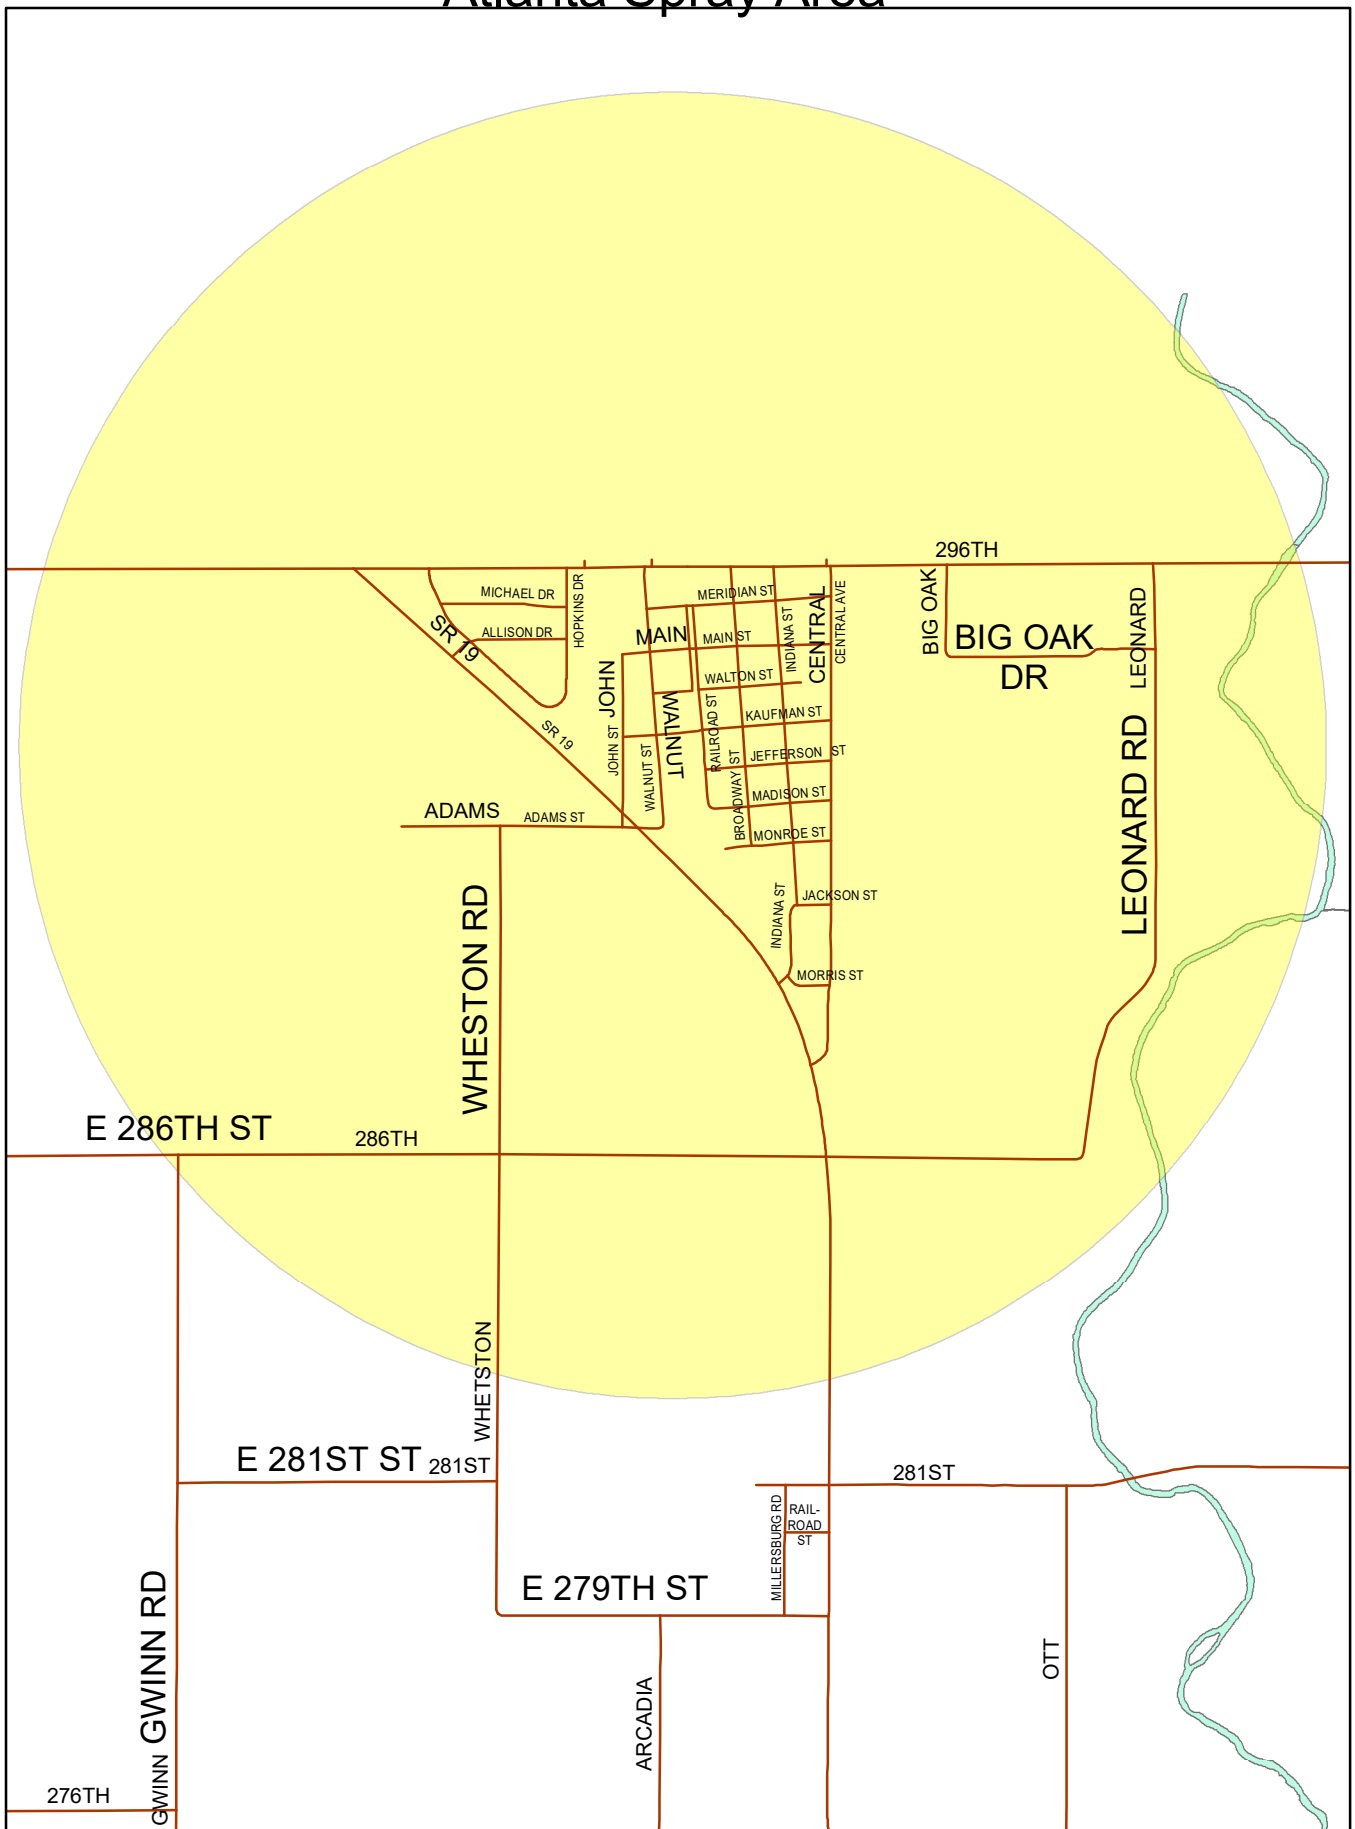 Atlanta Spray Area
296TH
MICHAEL DR
HOPKINS DR
ALLISON DR
SR 19
SR 19
MERIDIAN ST
MAIN
MAIN ST
INDIANA ST
CENTRAL
CENTRAL AVE
BIG OAK
BIG OAK
DR
LEONARD
LEONARD RD
JOHN
JOHN ST
WALTON ST
WALNUT
WALNUT ST
RAILROAD ST
KAUFMAN ST
BROADWAY ST
JEFFERSON ST
MADISON ST
MONROE ST
ADAMS
ADAMS ST
WHESTON RD
INDIANA ST
JACKSON ST
MORRIS ST
E 286TH ST
286TH
WHETSTON
E 281ST ST
281ST
281ST
MILLERSBURG RD
RAIL-
ROAD
ST
E 279TH ST
GWINN RD
GWINN
ARCADIA
OTT
276TH